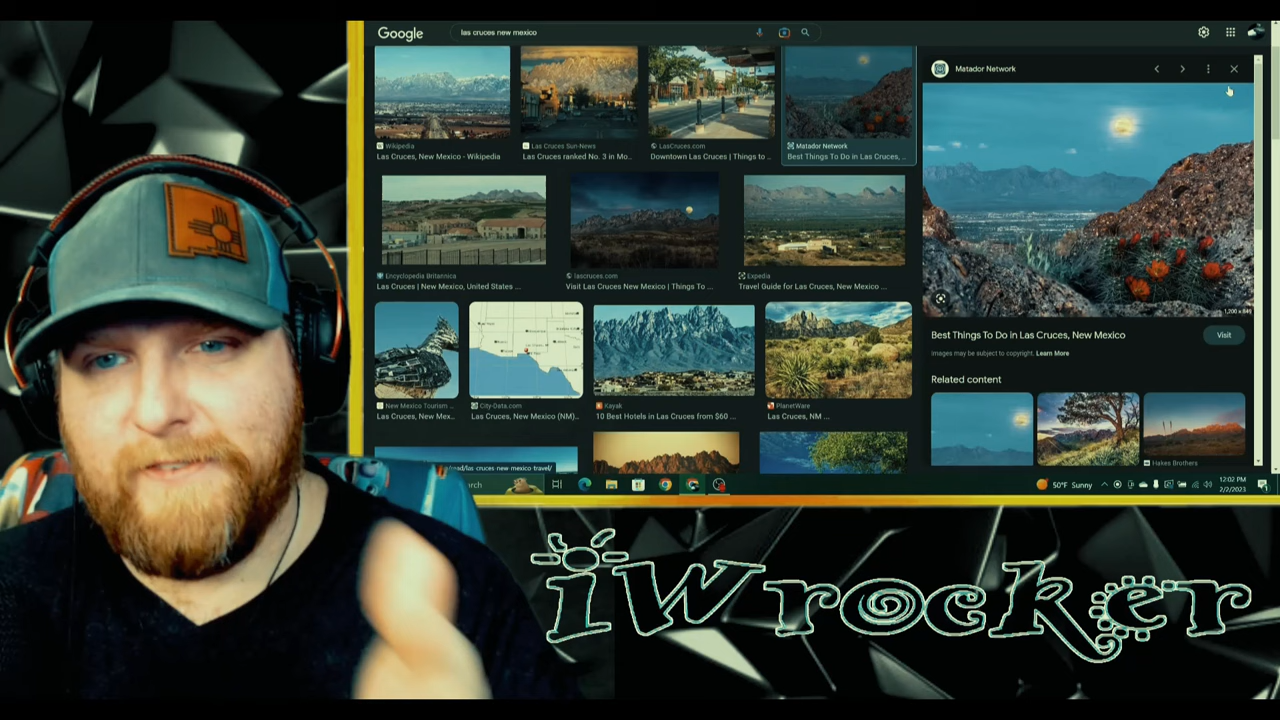 Google
las cruces new mexico
Matador Network
Wikipedia
Las Cruces, New Mexico - Wikipedia
Las Cruces Sun-News
Las Cruces ranked No. 3 in Mo...
LasCruces.com
Downtown Las Cruces | Things to ...
Matador Network
Best Things To Do in Las Cruces, ...
Encyclopedia Britannica
Las Cruces | New Mexico, United States ...
lascruces.com
Visit Las Cruces New Mexico | Things To ...
Expedia
Travel Guide for Las Cruces, New Mexico ...
1,200 x 849
Best Things To Do in Las Cruces, New Mexico
Visit
Images may be subject to copyright. Learn More
Related content
New Mexico Tourism ...
Las Cruces, New Mex...
City-Data.com
Las Cruces, New Mexico (NM)...
Kayak
10 Best Hotels in Las Cruces from $60 ...
PlanetWare
Las Cruces, NM ...
Hakes Brothers
50°F Sunny
12:02 PM
2/2/2023
iWrocker